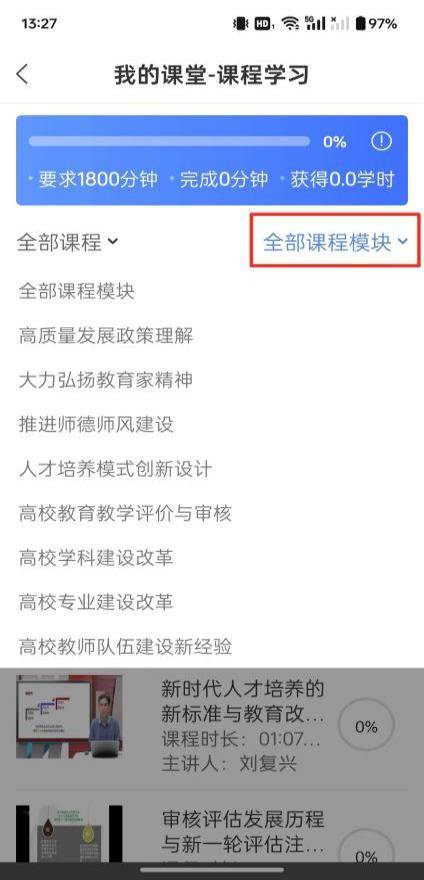 13:27
HD 5G 97%
我的课堂-课程学习
0%
·要求1800分钟 ·完成0分钟 ·获得0.0学时
全部课程
全部课程模块
全部课程模块
高质量发展政策理解
大力弘扬教育家精神
推进师德师风建设
人才培养模式创新设计
高校教育教学评价与审核
高校学科建设改革
高校专业建设改革
高校教师队伍建设新经验
新时代人才培养的
新标准与教育改...
课程时长：01:07...
主讲人：刘复兴
0%
审核评估发展历程
与新一轮评估注...
0%